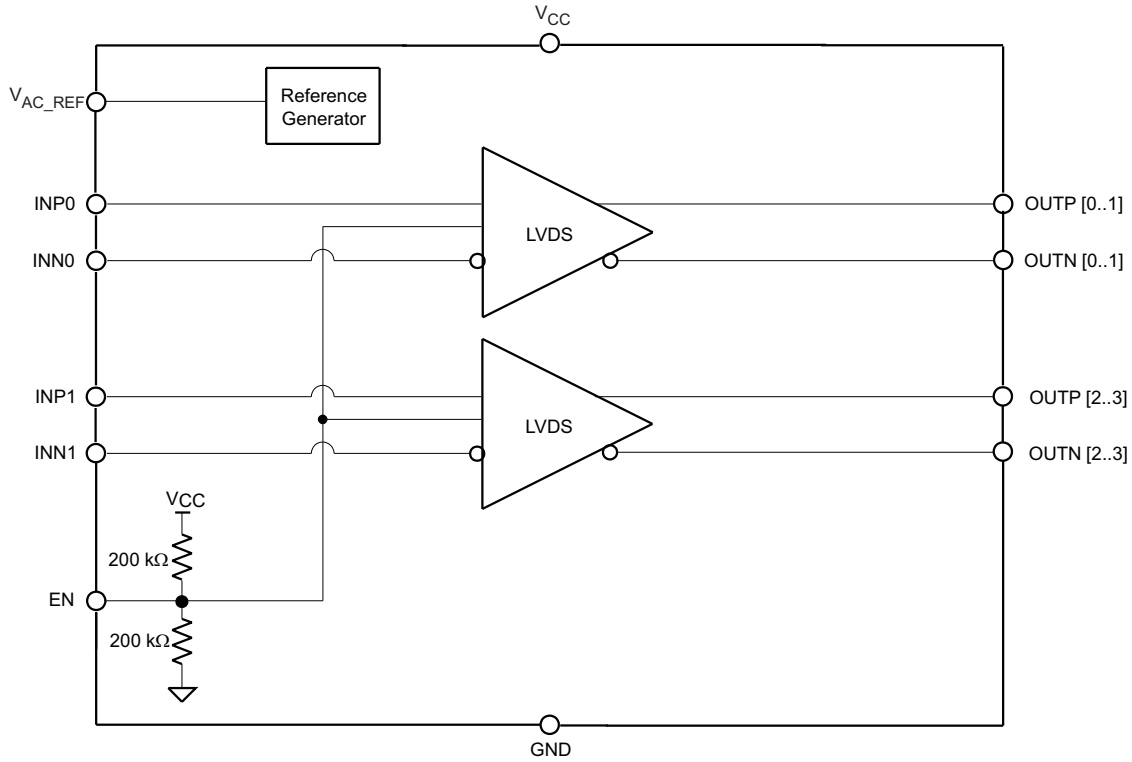 VCC
VAC_REF
Reference
Generator
INP0
LVDS
OUTP [0..1]
INN0
OUTN [0..1]
INP1
LVDS
OUTP [2..3]
INN1
OUTN [2..3]
VCC
200 kΩ
EN
200 kΩ
GND